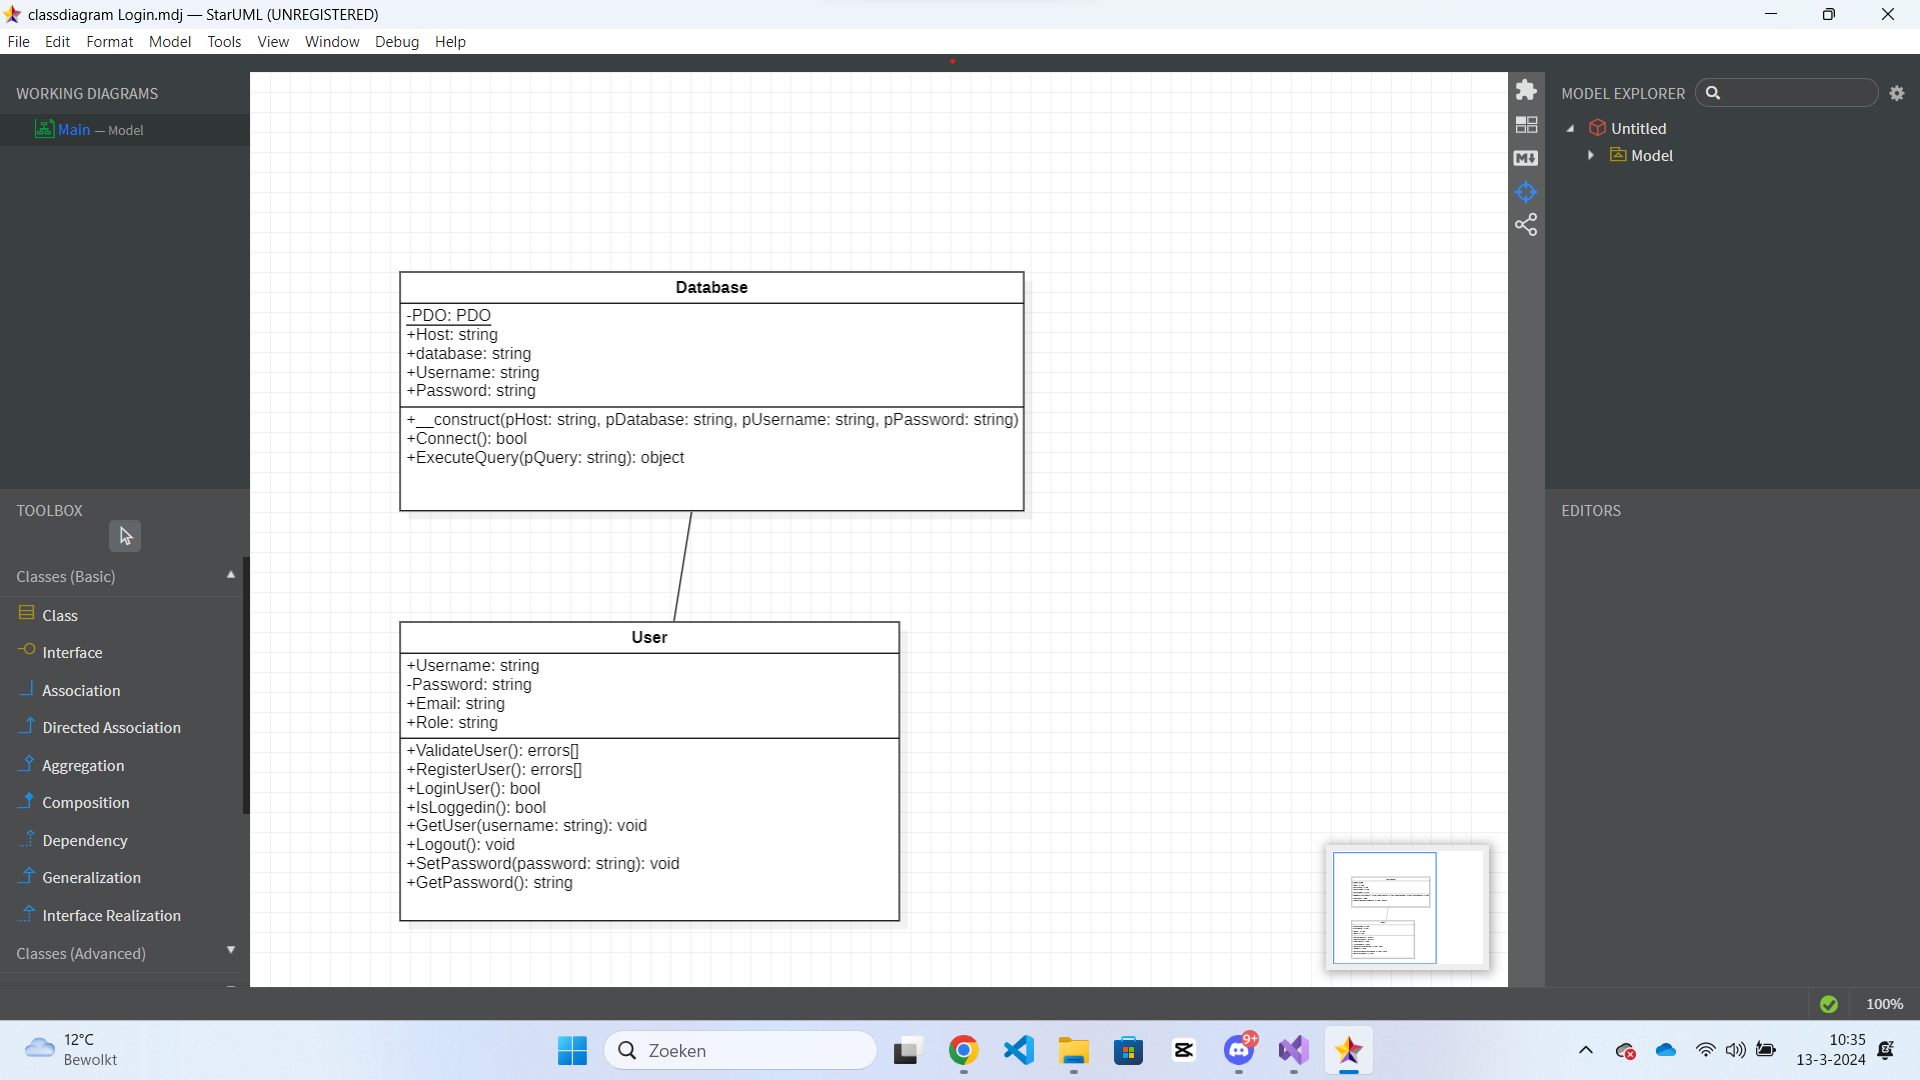 classdiagram Login.mdj — StarUML (UNREGISTERED)
File Edit Format Model Tools View Window Debug Help
WORKING DIAGRAMS
Main — Model
TOOLBOX
Classes (Basic)
Class
Interface
Association
Directed Association
Aggregation
Composition
Dependency
Generalization
Interface Realization
Classes (Advanced)
Database
-PDO: PDO
+Host: string
+database: string
+Username: string
+Password: string
+__construct(pHost: string, pDatabase: string, pUsername: string, pPassword: string)
+Connect(): bool
+ExecuteQuery(pQuery: string): object
User
+Username: string
-Password: string
+Email: string
+Role: string
+ValidateUser(): errors[]
+RegisterUser(): errors[]
+LoginUser(): bool
+IsLoggedin(): bool
+GetUser(username: string): void
+Logout(): void
+SetPassword(password: string): void
+GetPassword(): string
MODEL EXPLORER
Untitled
Model
EDITORS
100%
12°C
Bewolkt
Zoeken
9+
10:35
13-3-2024